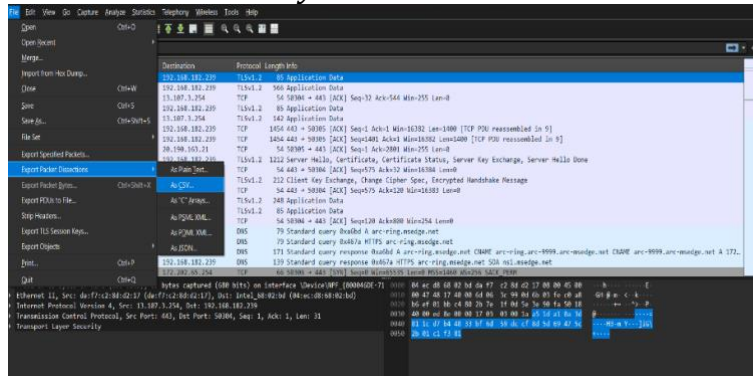 File Edit View Go Capture Analyze Statistics Telephony Wireless Tools Help
Open Ctrl+O
Open Recent
Merge...
Import from Hex Dump...
Close Ctrl+W
Save Ctrl+S
Save As... Ctrl+Shift+S
File Set
Export Specified Packets...
Export Packet Dissections
Export Packet Bytes... Ctrl+Shift+X
Export PDUs to File...
Strip Headers...
Export TLS Session Keys...
Export Objects
Print... Ctrl+P
Quit Ctrl+Q
As Plain Text...
As CSV...
As "C" Arrays...
As PSML XML...
As PDML XML...
As JSON...
Destination Protocol Length Info
192.168.182.239 TLSv1.2 85 Application Data
192.168.182.239 TLSv1.2 566 Application Data
13.107.3.254 TCP 54 50304 → 443 [ACK] Seq=32 Ack=544 Win=255 Len=0
192.168.182.239 TLSv1.2 85 Application Data
13.107.3.254 TLSv1.2 142 Application Data
192.168.182.239 TCP 1454 443 → 50305 [ACK] Seq=1 Ack=1 Win=16382 Len=1400 [TCP PDU reassembled in 9]
192.168.182.239 TCP 1454 443 → 50305 [ACK] Seq=1401 Ack=1 Win=16382 Len=1400 [TCP PDU reassembled in 9]
20.198.163.21 TCP 54 50305 → 443 [ACK] Seq=1 Ack=2801 Win=255 Len=0
192.168.182.239 TLSv1.2 1212 Server Hello, Certificate, Certificate Status, Server Key Exchange, Server Hello Done
TCP 54 443 → 50304 [ACK] Seq=575 Ack=32 Win=16384 Len=0
TLSv1.2 212 Client Key Exchange, Change Cipher Spec, Encrypted Handshake Message
TCP 54 443 → 50304 [ACK] Seq=575 Ack=120 Win=16383 Len=0
TLSv1.2 248 Application Data
TLSv1.2 85 Application Data
TCP 54 50304 → 443 [ACK] Seq=120 Ack=800 Win=254 Len=0
DNS 79 Standard query A arc-ring.msedge.net
DNS 79 Standard query 0x467a HTTPS arc-ring.msedge.net
DNS 171 Standard query response A arc-ring.msedge.net CNAME arc-ring.arc-9999.arc-msedge.net CNAME arc-9999.arc-msedge.net A 172...
192.168.182.239 DNS 139 Standard query response 0x467a HTTPS arc-ring.msedge.net SOA ns1.msedge.net
172.202.65.254 TCP
bytes captured (680 bits) on interface
Ethernet II, Src:
Internet Protocol Version 4, Src: 13.107.3.254, Dst: 192.168.182.239
Transmission Control Protocol, Src Port: 443, Dst Port: 50304, Seq: 1, Ack: 1, Len: 31
Transport Layer Security